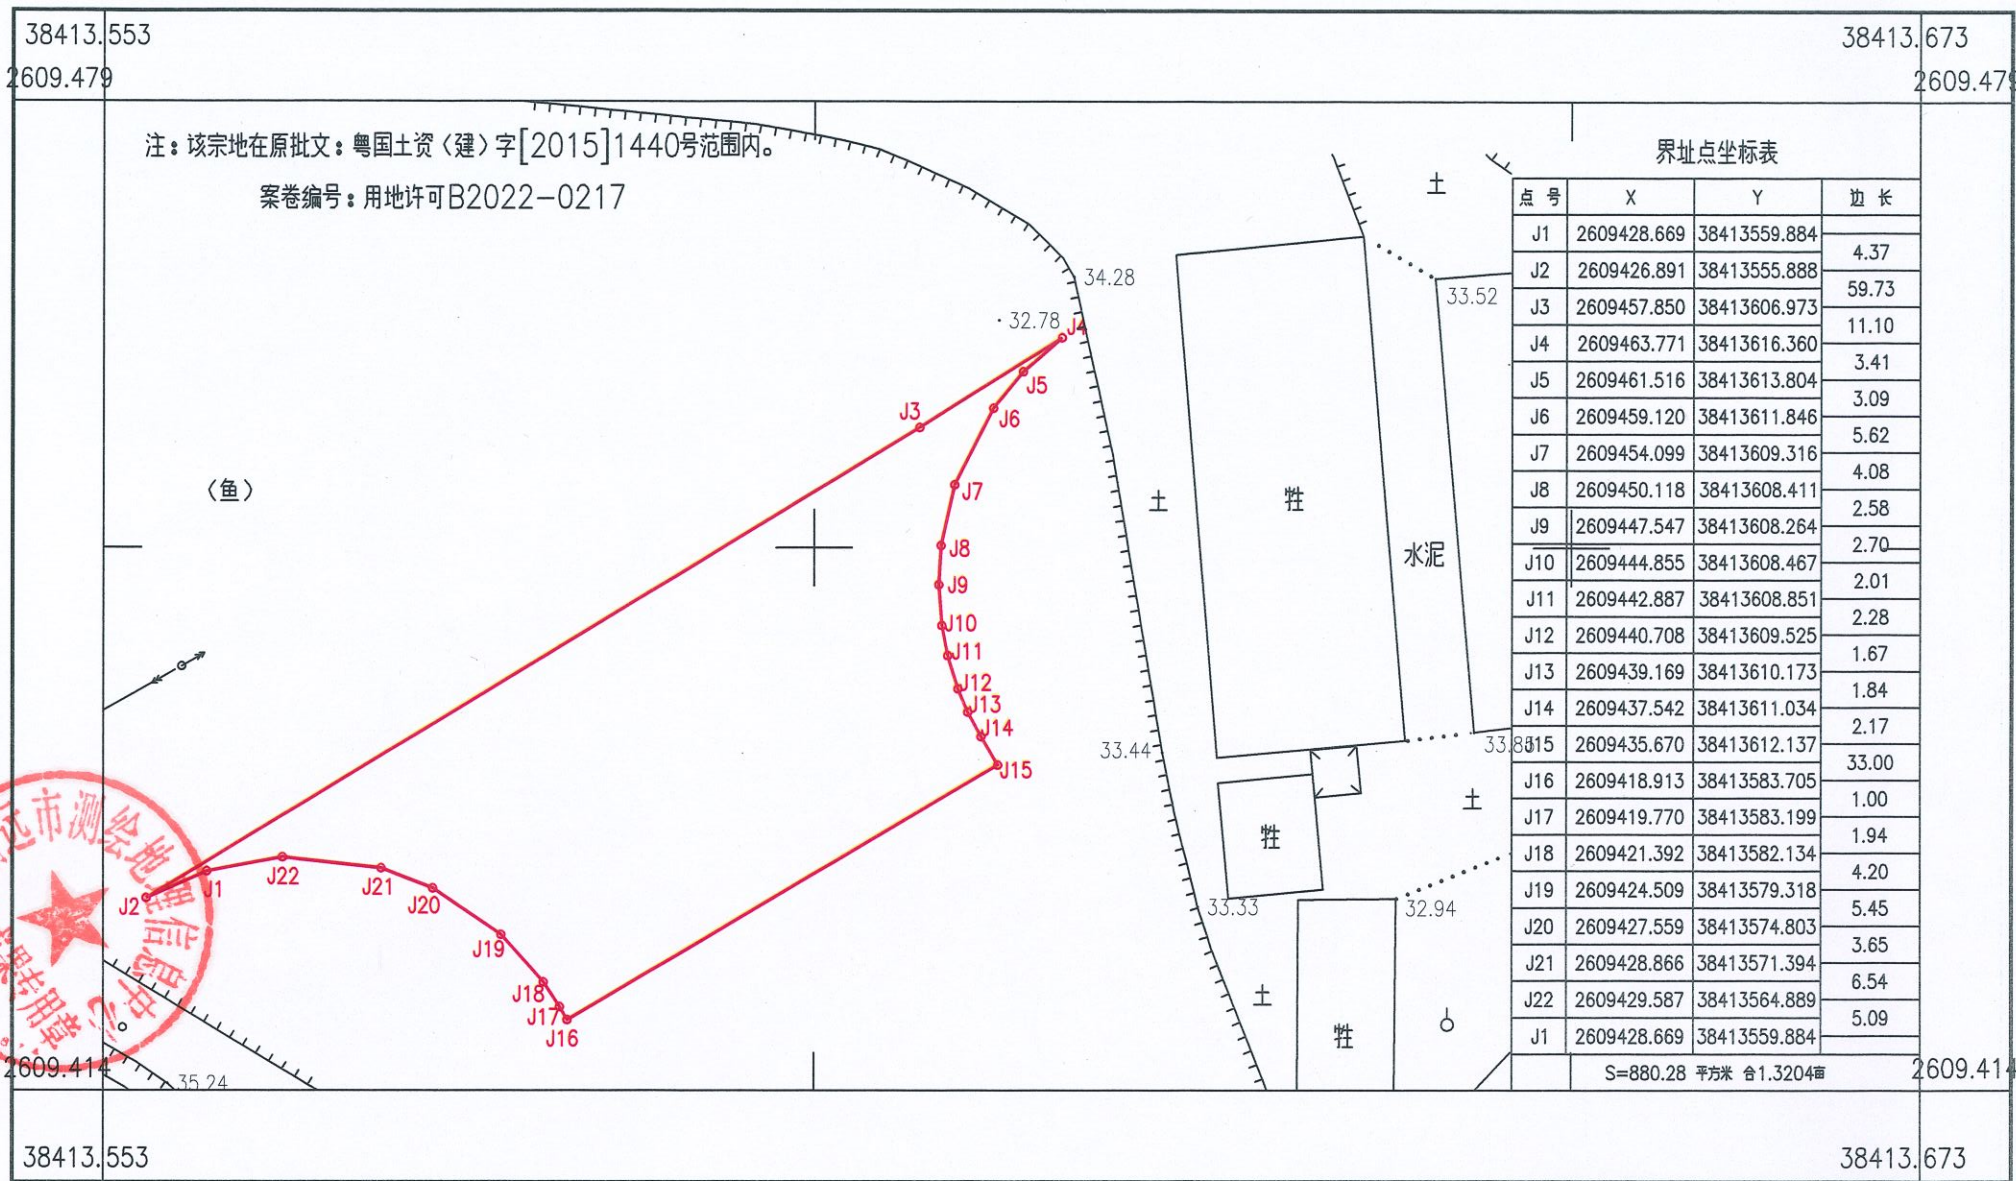 38413.553
38413.673
2609.479
2609.479
注：该宗地在原批文：粤国土资（建）字[2015]1440号范围内。
案卷编号：用地许可B2022-0217
34.28
32.78
（鱼）
土
土
牲
水泥
33.52
33.44
牲
土
33.33
32.94
土
牲
35.24
J1
J2
J3
J4
J5
J6
J7
J8
J9
J10
J11
J12
J13
J14
J15
J16
J17
J18
J19
J20
J21
J22
界址点坐标表
点 号 X Y 边 长
J1 2609428.669 38413559.884
4.37
J2 2609426.891 38413555.888
59.73
J3 2609457.850 38413606.973
11.10
J4 2609463.771 38413616.360
3.41
J5 2609461.516 38413613.804
3.09
J6 2609459.120 38413611.846
5.62
J7 2609454.099 38413609.316
4.08
J8 2609450.118 38413608.411
2.58
J9 2609447.547 38413608.264
2.70
J10 2609444.855 38413608.467
2.01
J11 2609442.887 38413608.851
2.28
J12 2609440.708 38413609.525
1.67
J13 2609439.169 38413610.173
1.84
J14 2609437.542 38413611.034
2.17
J15 2609435.670 38413612.137
33.00
J16 2609418.913 38413583.705
1.00
J17 2609419.770 38413583.199
1.94
J18 2609421.392 38413582.134
4.20
J19 2609424.509 38413579.318
5.45
J20 2609427.559 38413574.803
3.65
J21 2609428.866 38413571.394
6.54
J22 2609429.587 38413564.889
5.09
J1 2609428.669 38413559.884
S=880.28 平方米 合1.3204亩
市测绘地理信息中心
专用章
2609.414
2609.414
38413.553
38413.673